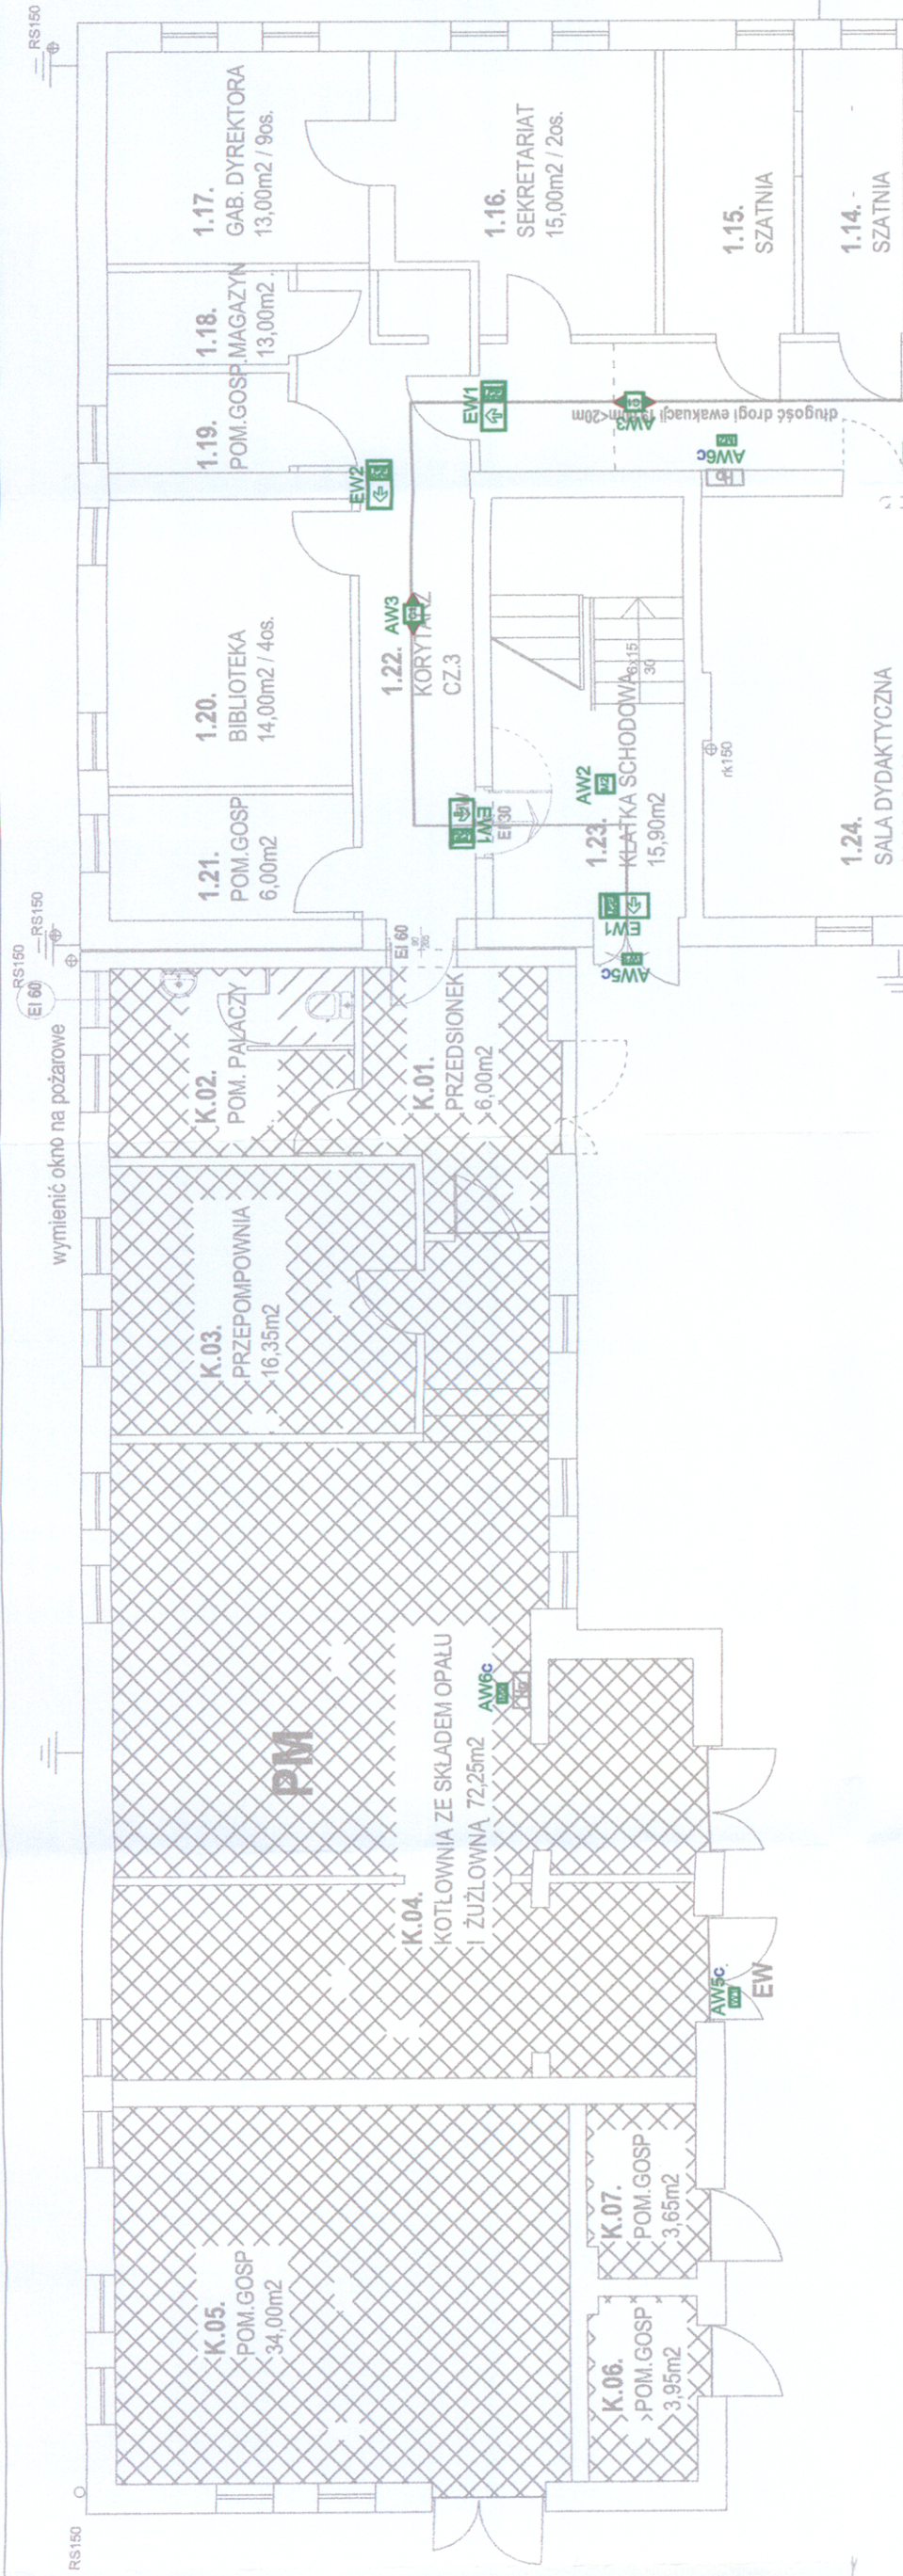 RS150
1.17.
GAB. DYREKTORA
13,00m2 / 9os.
1.16.
SEKRETARIAT
15,00m2 / 2os.
1.15.
SZATNIA
1.14.
SZATNIA
1.18.
MAGAZYN
13,00m2
1.19.
POM.GOSP.
EW2
EW1
AW3
długość drogi ewakuacji
m<20m
AW6c
Hp
1.20.
BIBLIOTEKA
14,00m2 / 4os.
AW3
1.22.
KORYTARZ
CZ.3
1.21.
POM.GOSP
6,00m2
EW1
EI 30
AW2
1.23.
KLATKA SCHODOWA
15,90m2
6x15
30
rk150
EW1
AW5c
1.24.
SALA DYDAKTYCZNA
RS150
RS150
EI 60
wymienić okno na pożarowe
EI 60
K.02.
POM. PALACZY
K.01.
PRZEDSIONEK
6,00m2
K.03.
PRZEPOMPOWNIA
16,35m2
PM
AW6c
Hp
K.04.
KOTŁOWNIA ZE SKŁADEM OPAŁU
I ŻUŻLOWNĄ 72,25m2
AW5c
EW
K.05.
POM.GOSP
34,00m2
K.07.
POM.GOSP
3,65m2
K.06.
POM.GOSP
3,95m2
RS150